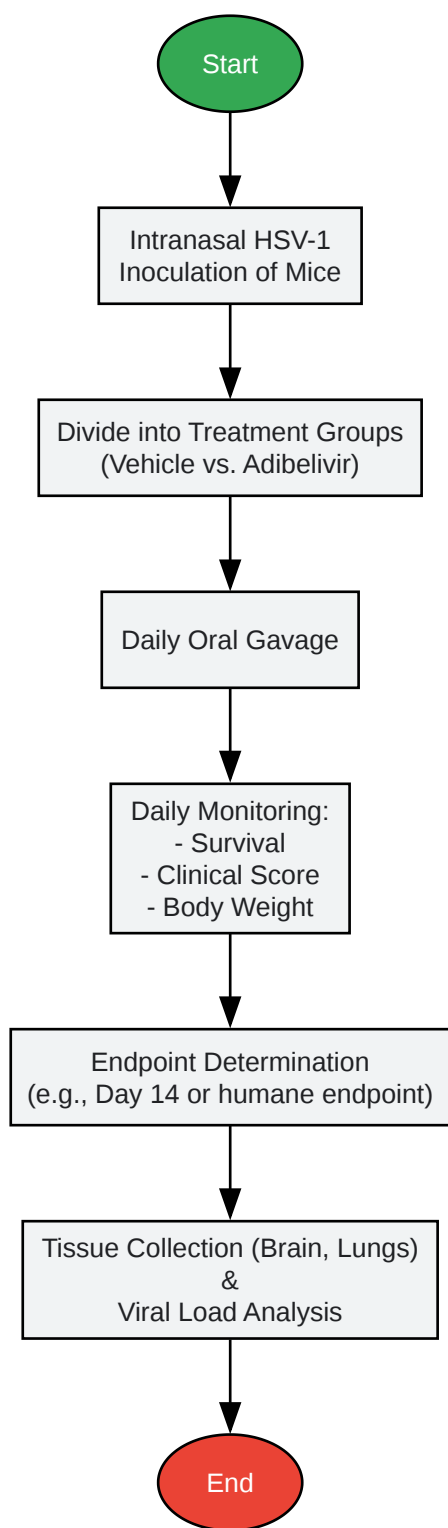 Start
Intranasal HSV-1
Inoculation of Mice
Divide into Treatment Groups
(Vehicle vs. Adibelivir)
Daily Oral Gavage
Daily Monitoring:
- Survival
- Clinical Score
- Body Weight
Endpoint Determination
(e.g., Day 14 or humane endpoint)
Tissue Collection (Brain, Lungs)
&
Viral Load Analysis
End